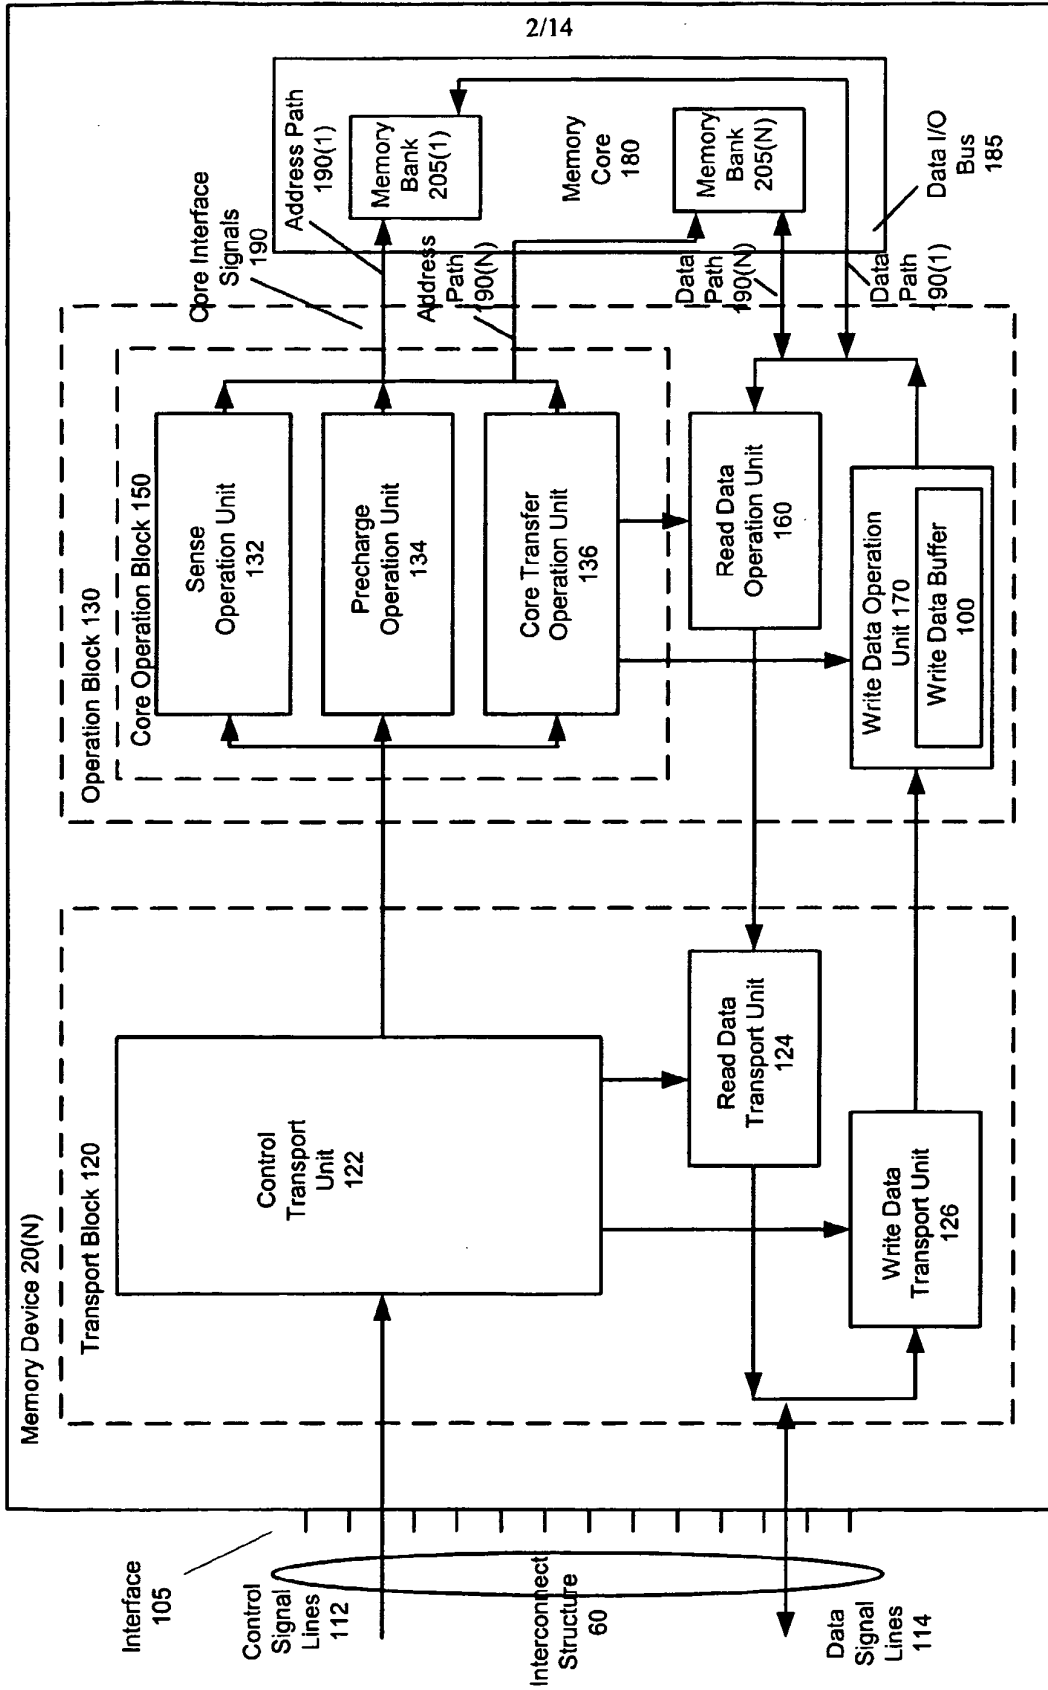 2/14
Memory Device 20(N)
Interface
105
Control
Signal
Lines 112
Interconnect
Structure
60
Data
Signal
Lines
114
Transport Block 120
Control
Transport
Unit
122
Read Data
Transport Unit
124
Write Data
Transport Unit
126
Operation Block 130
Core Operation Block 150
Sense
Operation Unit
132
Precharge
Operation Unit
134
Core Transfer
Operation Unit
136
Read Data
Operation Unit
160
Write Data Operation
Unit 170
Write Data Buffer
100
Core Interface
Signals
190
Address Path
190(1)
Address
Path
190(N)
Data
Path
190(N)
Data
Path
190(1)
Memory
Bank
205(1)
Memory
Core
180
Memory
Bank
205(N)
Data I/O
Bus
185